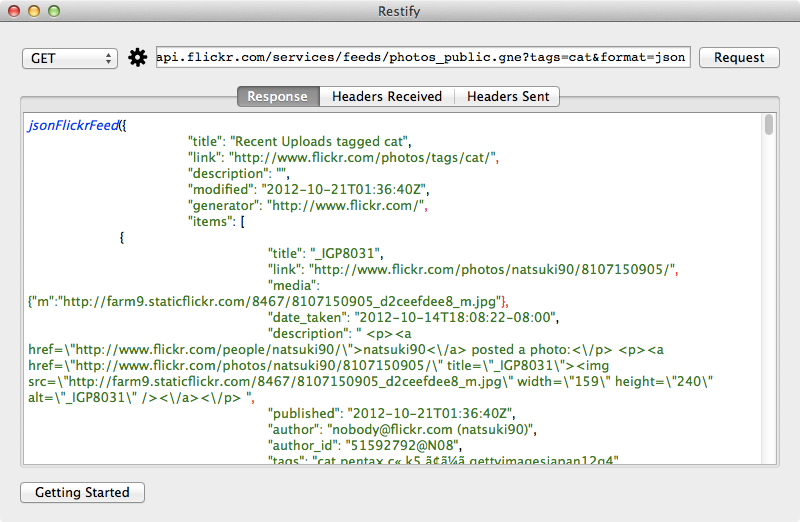 Restify
GET
api.flickr.com/services/feeds/photos_public.gne?tags=cat&format=json
Request
Response
Headers Received
Headers Sent
jsonFlickrFeed({
"title": "Recent Uploads tagged cat",
"link": "http://www.flickr.com/photos/tags/cat/",
"description": "",
"modified": "2012-10-21T01:36:40Z",
"generator": "http://www.flickr.com/",
"items": [
{
"title": "_IGP8031",
"link": "http://www.flickr.com/photos/natsuki90/8107150905/",
"media":
{"m":"http://farm9.staticflickr.com/8467/8107150905_d2ceefdee8_m.jpg"},
"date_taken": "2012-10-14T18:08:22-08:00",
"description": " <p><a
href=\"http://www.flickr.com/people/natsuki90/\">natsuki90<\/a> posted a photo:<\/p> <p><a
href=\"http://www.flickr.com/photos/natsuki90/8107150905/\" title=\"_IGP8031\"><img
src=\"http://farm9.staticflickr.com/8467/8107150905_d2ceefdee8_m.jpg\" width=\"159\" height=\"240\"
alt=\"_IGP8031\" /><\/a><\/p> ",
"published": "2012-10-21T01:36:40Z",
"author": "nobody@flickr.com (natsuki90)",
"author_id": "51592792@N08",
"tags": "cat pentax c« k5 ã¢ã¼ã gettyimagesjapan12q4"
Getting Started